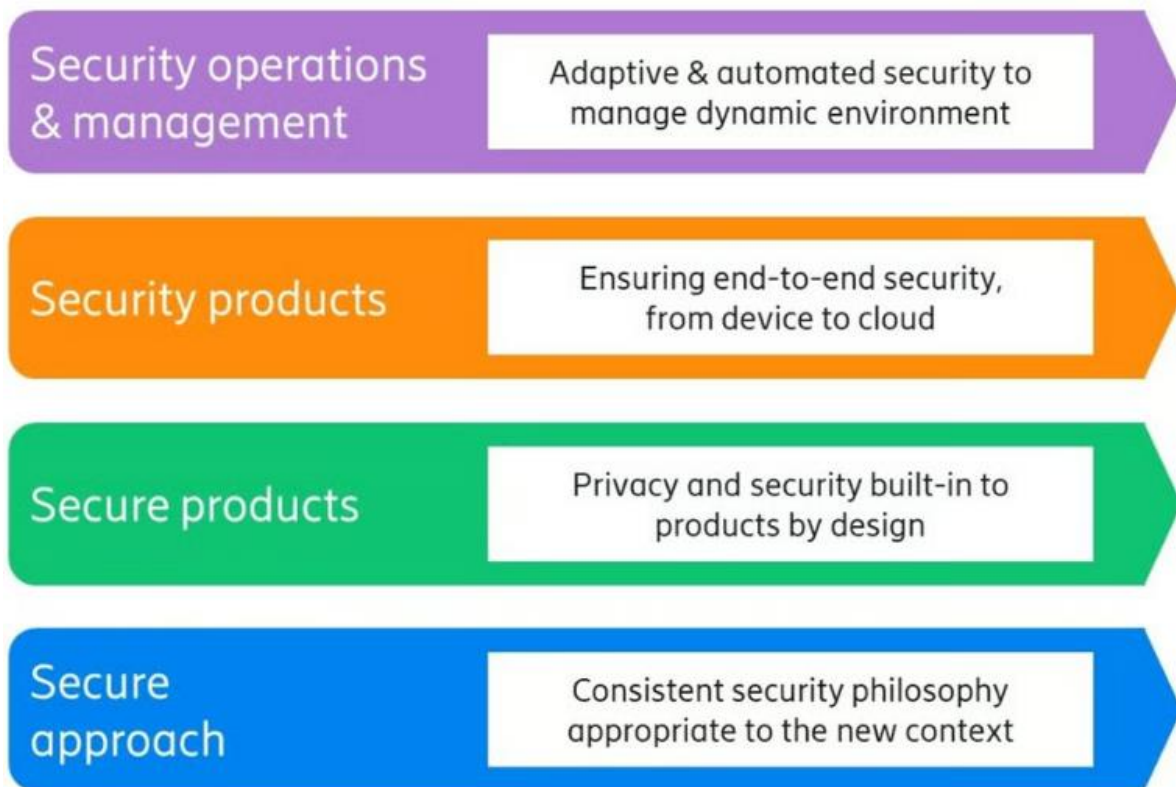 Security operations
& management
Adaptive & automated security to
manage dynamic environment
Security products
Ensuring end-to-end security,
from device to cloud
Secure products
Privacy and security built-in to
products by design
Secure
approach
Consistent security philosophy
appropriate to the new context